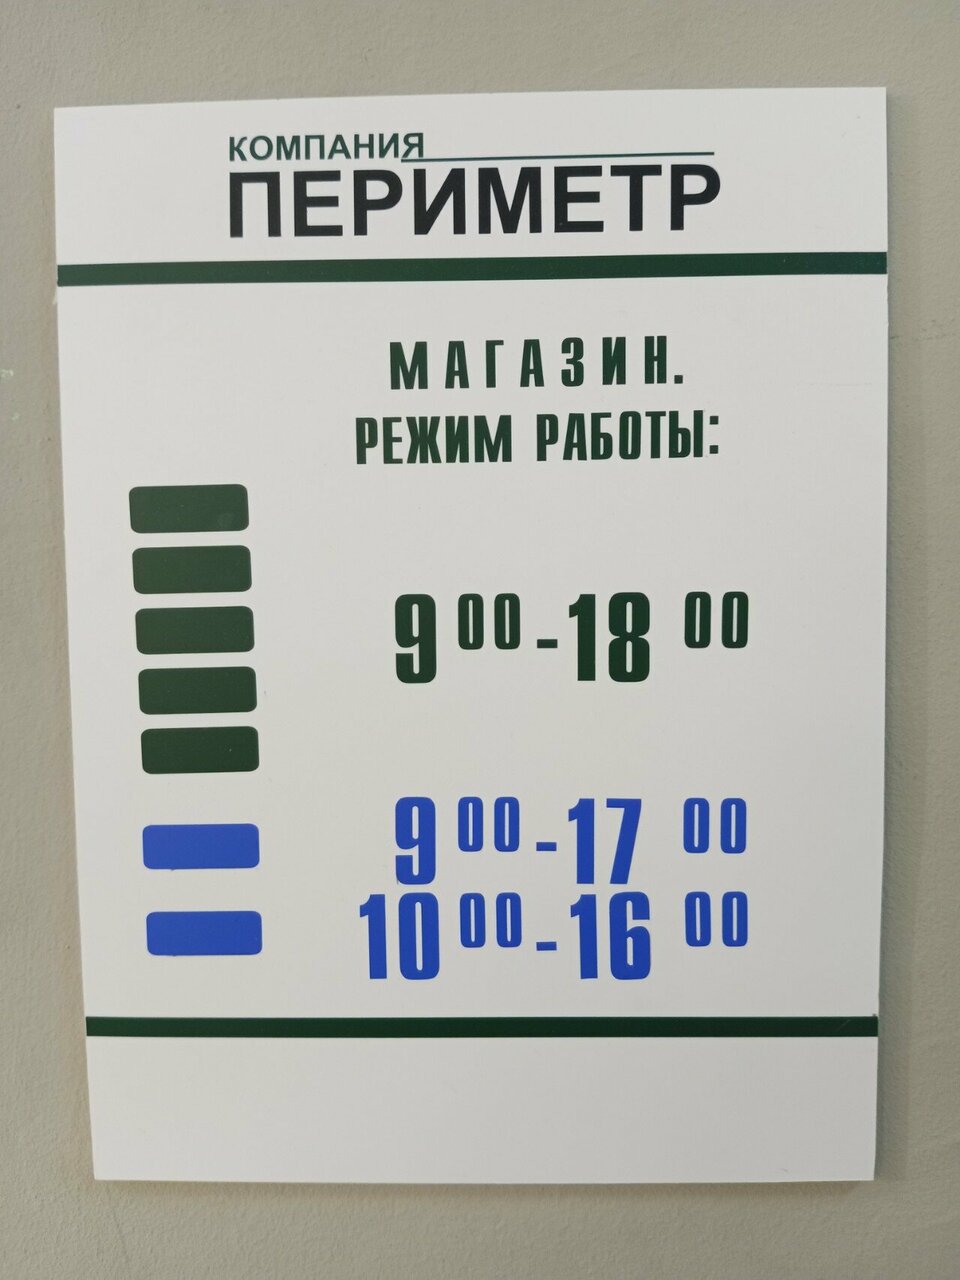 КОМПАНИЯ
ПЕРИМЕТР
МАГАЗИН.
РЕЖИМ РАБОТЫ:
9 00 - 18 00
9 00 - 17 00
10 00 - 16 00